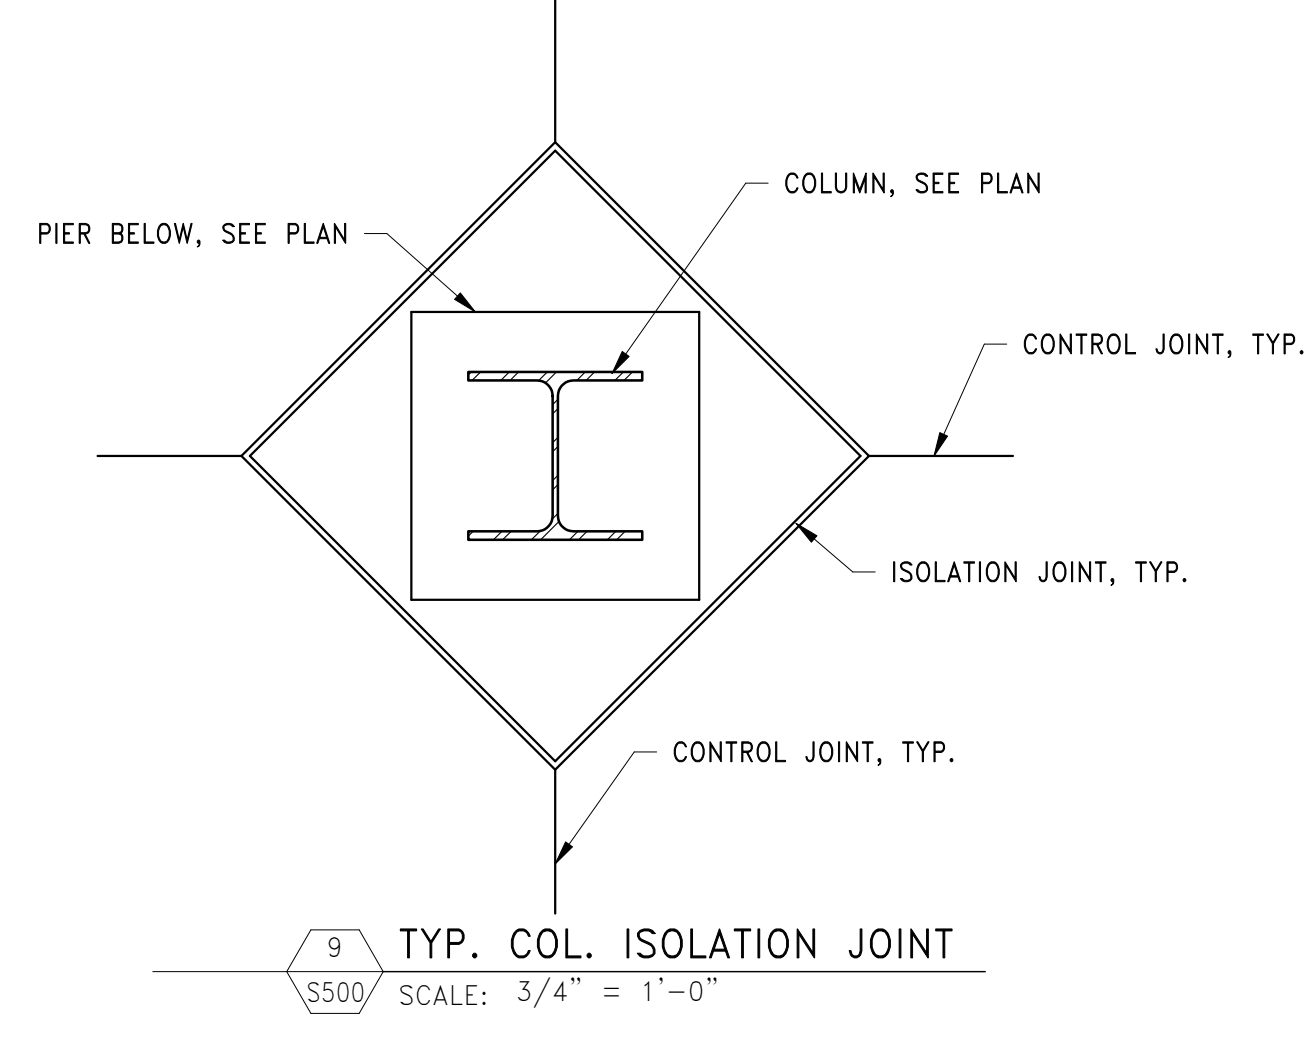 COLUMN, SEE PLAN
PIER BELOW, SEE PLAN
CONTROL JOINT, TYP.
ISOLATION JOINT, TYP.
CONTROL JOINT, TYP.
9
TYP. COL. ISOLATION JOINT
S500
SCALE: 3/4" = 1'-0"